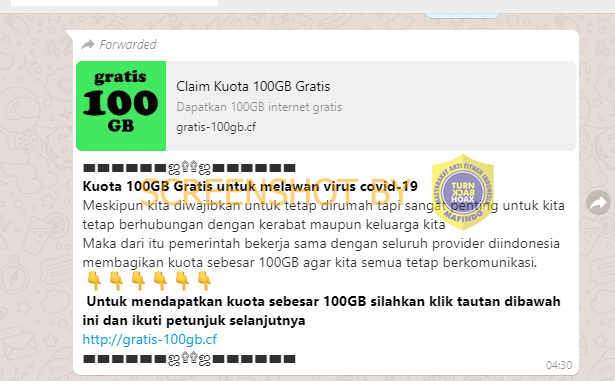 Forwarded
gratis
100
GB
Claim Kuota 100GB Gratis
Dapatkan 100GB internet gratis
gratis-100gb.cf
Kuota 100GB Gratis untuk melawan virus covid-19
SCREENSHOT BY
MASYARAKAT ANTI FITNAH INDONESIA
TURN
BACK
HOAX
MAFINDO
Meskipun kita diwajibkan untuk tetap dirumah tapi sangat penting untuk kita
tetap berhubungan dengan kerabat maupun keluarga kita
Maka dari itu pemerintah bekerja sama dengan seluruh provider diindonesia
membagikan kuota sebesar 100GB agar kita semua tetap berkomunikasi.
👇👇👇👇👇👇
Untuk mendapatkan kuota sebesar 100GB silahkan klik tautan dibawah
ini dan ikuti petunjuk selanjutnya
http://gratis-100gb.cf
04:30